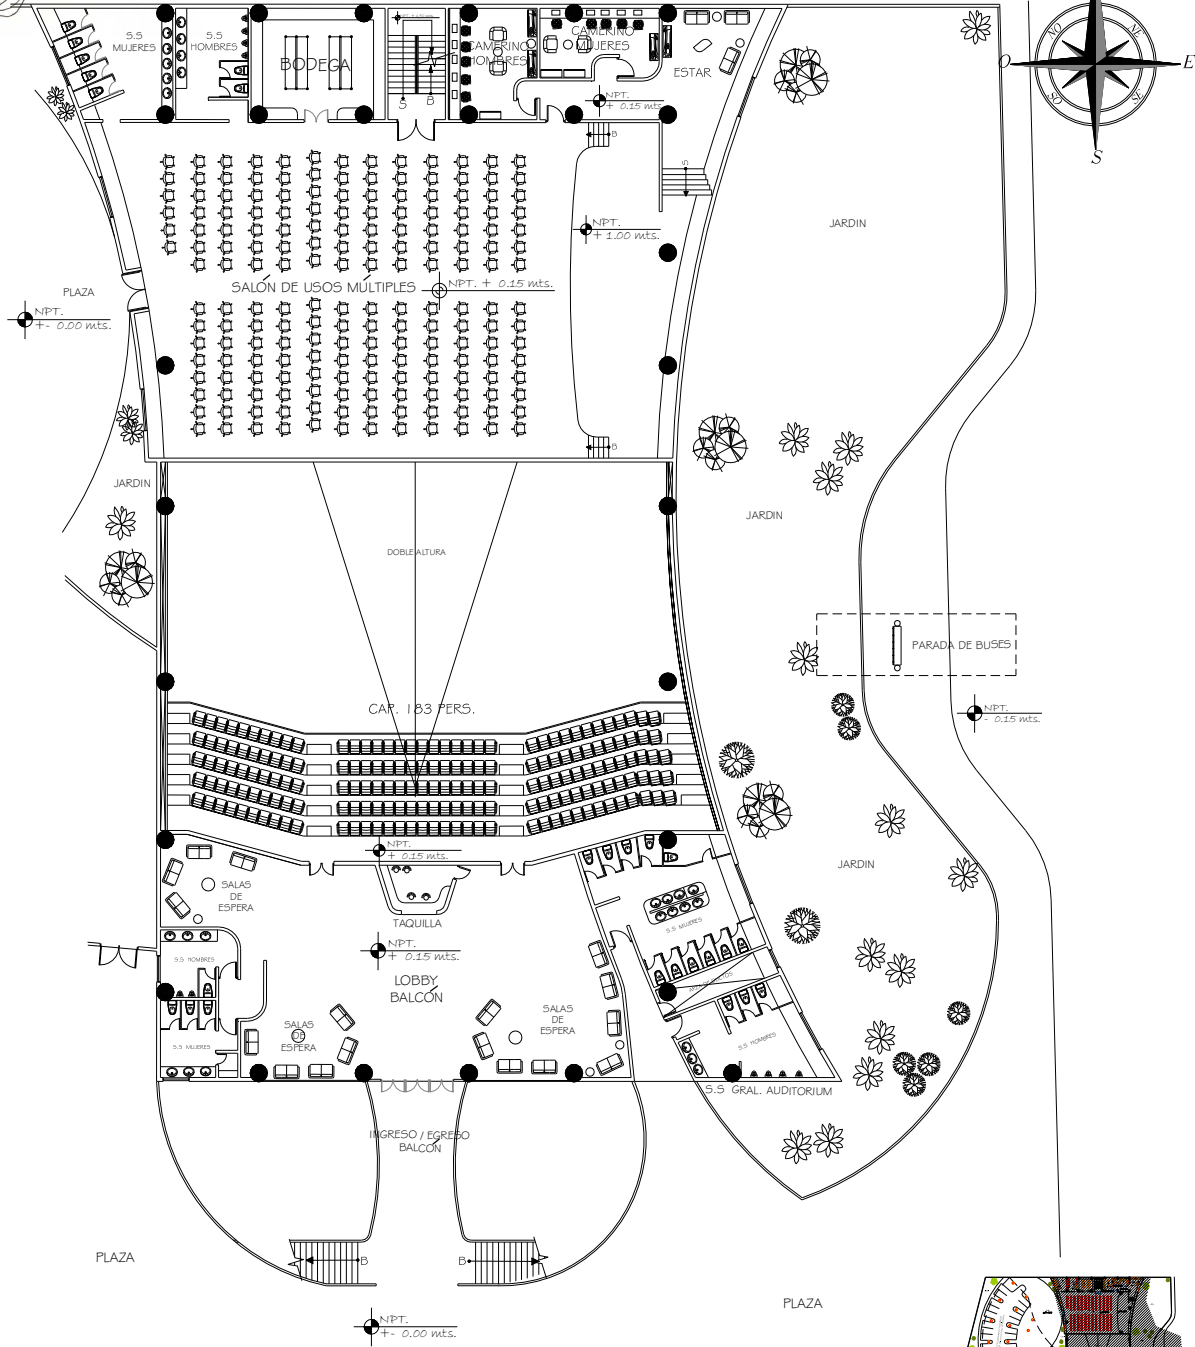 S.S
MUJERES
S.S
HOMBRES
BODEGA
S
B
CAMERINO
HOMBRES
CAMERINO
MUJERES
ESTAR
NPT.
+ 0.15 mts
NO
NE
O
E
SO
SE
S
B
S
NPT.
+ 1.00 mts.
JARDIN
SALÓN DE USOS MÚLTIPLES
NPT. + 0.15 mts.
PLAZA
NPT.
+- 0.00 mts.
B
JARDIN
JARDIN
DOBLE ALTURA
PARADA DE BUSES
CAP. 183 PERS.
NPT.
- 0.15 mts.
NPT.
+ 0.15 mts.
JARDIN
SALAS
DE
ESPERA
TAQUILLA
S.S MUJERES
NPT.
+ 0.15 mts.
S.S HOMBRES
LOBBY
BALCÓN
SALAS
DE
ESPERA
SALAS
DE
ESPERA
S.S MUJERES
S.S HOMBRES
S.S GRAL. AUDITORIUM
INGRESO / EGRESO
BALCÓN
B
B
PLAZA
PLAZA
NPT.
+- 0.00 mts.